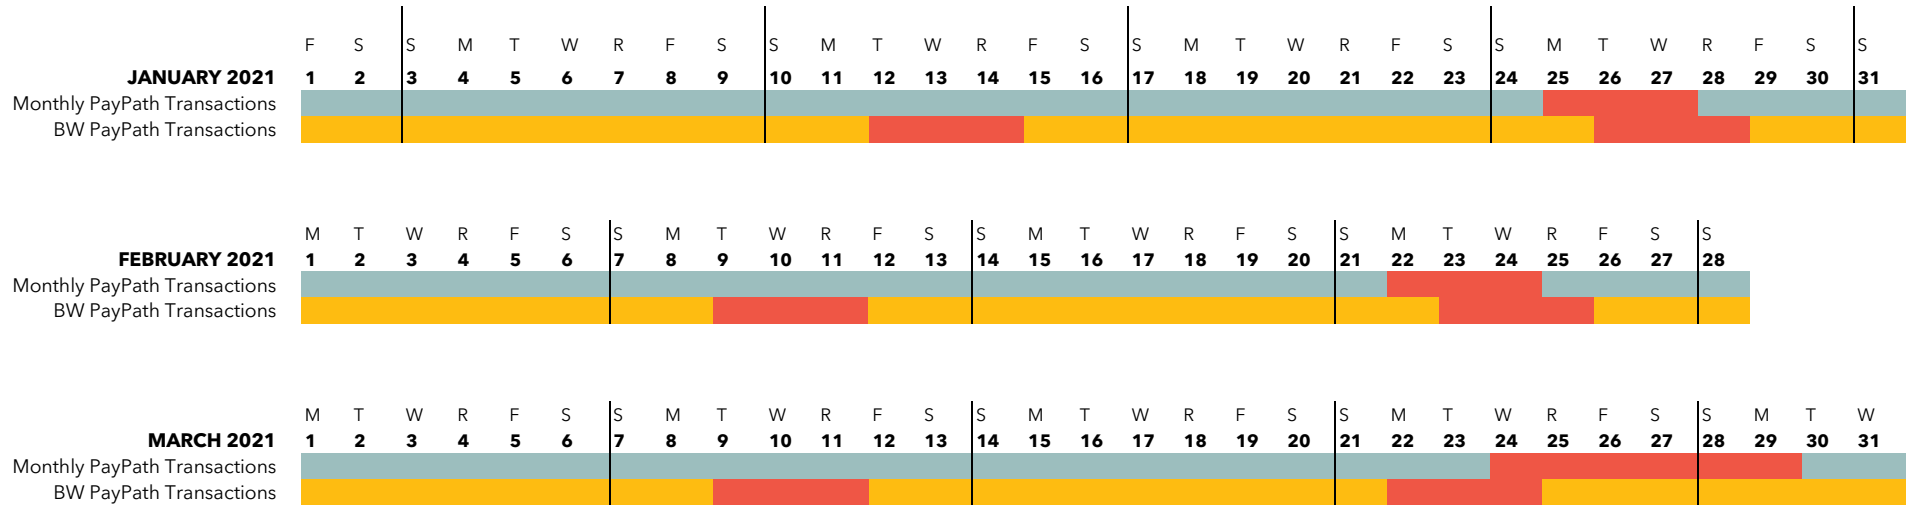 F S S M T W R F S S M T W R F S S M T W R F S S M T W R F S S
JANUARY 2021 1 2 3 4 5 6 7 8 9 10 11 12 13 14 15 16 17 18 19 20 21 22 23 24 25 26 27 28 29 30 31
Monthly PayPath Transactions
BW PayPath Transactions
M T W R F S S M T W R F S S M T W R F S S M T W R F S S
FEBRUARY 2021 1 2 3 4 5 6 7 8 9 10 11 12 13 14 15 16 17 18 19 20 21 22 23 24 25 26 27 28
Monthly PayPath Transactions
BW PayPath Transactions
M T W R F S S M T W R F S S M T W R F S S M T W R F S S M T W
MARCH 2021 1 2 3 4 5 6 7 8 9 10 11 12 13 14 15 16 17 18 19 20 21 22 23 24 25 26 27 28 29 30 31
Monthly PayPath Transactions
BW PayPath Transactions